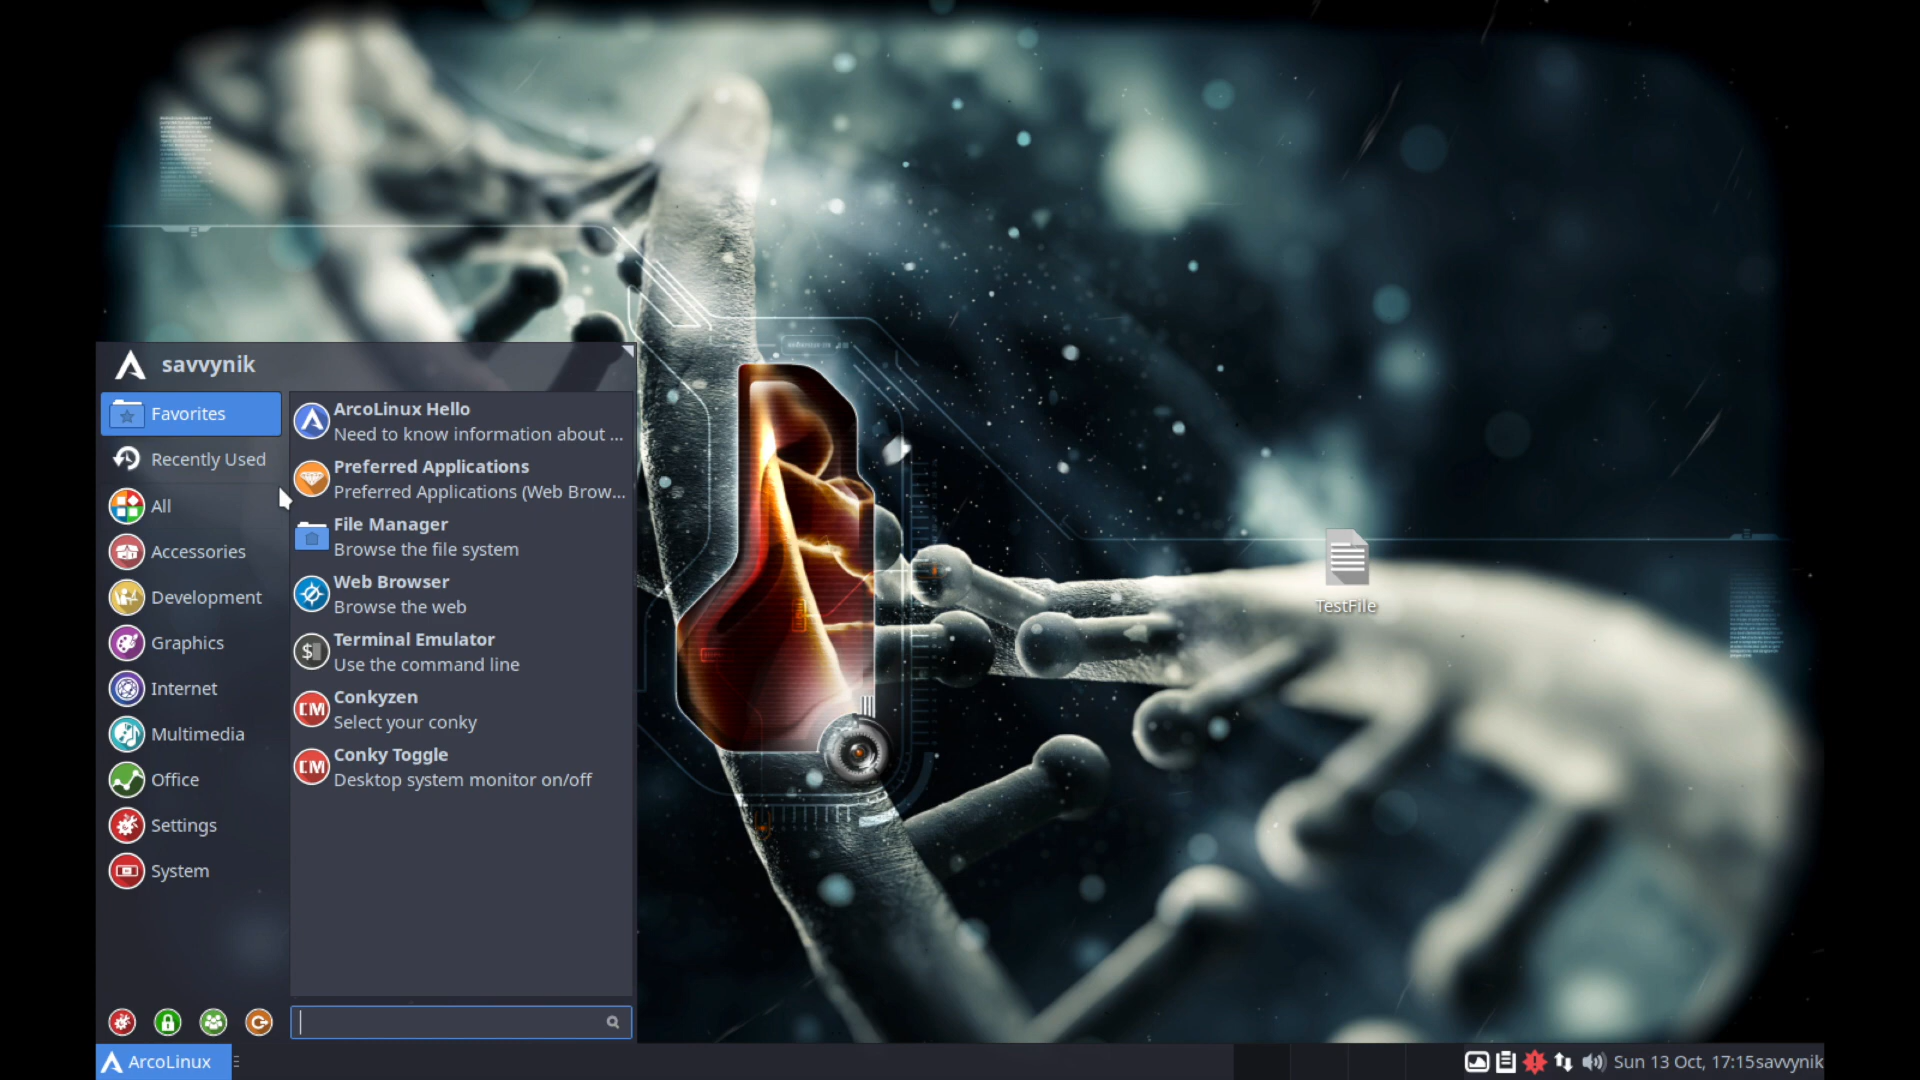 savvynik
Favorites
Recently Used
All
Accessories
Development
Graphics
Internet
Multimedia
Office
Settings
System
ArcoLinux Hello
Need to know information about ...
Preferred Applications
Preferred Applications (Web Brow...
File Manager
Browse the file system
Web Browser
Browse the web
Terminal Emulator
Use the command line
Conkyzen
Select your conky
Conky Toggle
Desktop system monitor on/off
TestFile
ArcoLinux
Sun 13 Oct, 17:15 savvynik